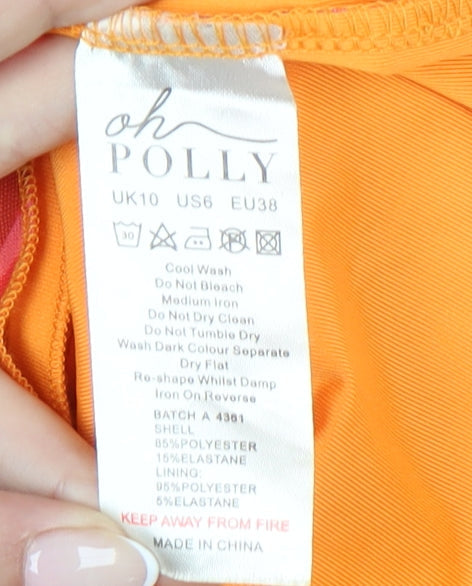 oh
POLLY
UK10 US6 EU38
30
Cool Wash
Do Not Bleach
Medium Iron
Do Not Dry Clean
Do Not Tumble Dry
Wash Dark Colour Separate
Dry Flat
Re-shape Whilst Damp
Iron On Reverse
BATCH A 4361
SHELL
85%POLYESTER
15%ELASTANE
LINING:
95%POLYESTER
5%ELASTANE
KEEP AWAY FROM FIRE
MADE IN CHINA